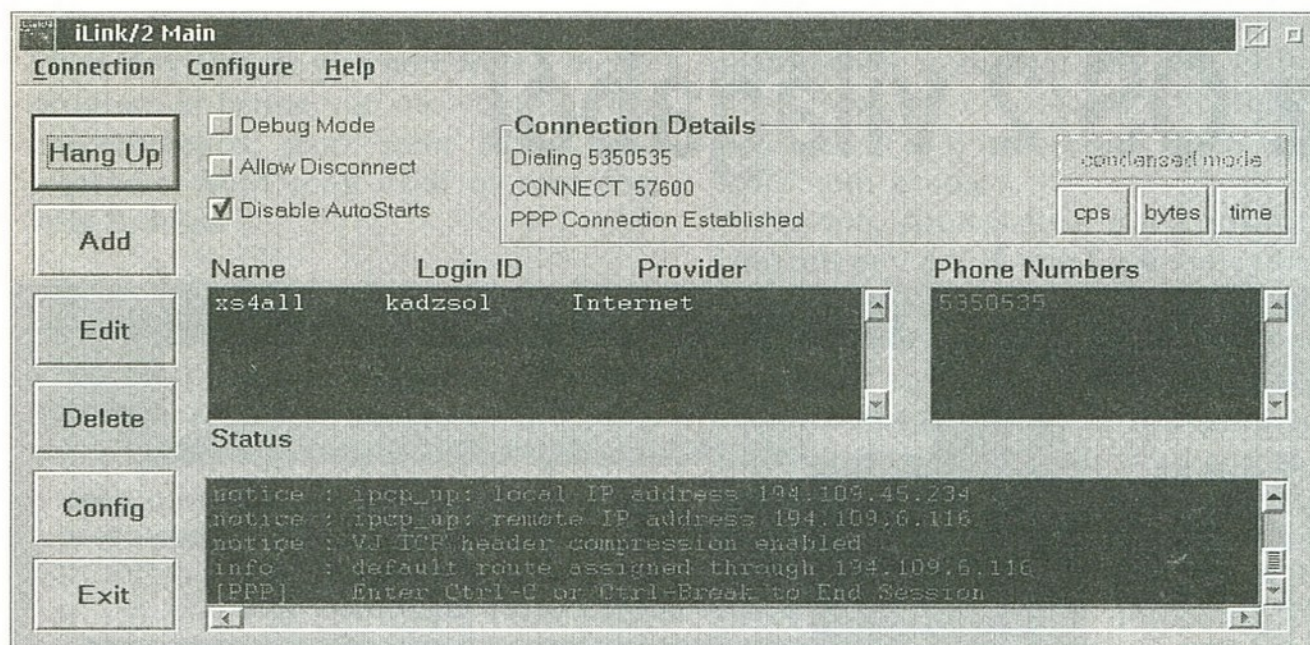 iLink/2 Main
Connection Configure Help
Hang Up
Add
Edit
Delete
Config
Exit
Debug Mode
Allow Disconnect
Disable AutoStarts
Connection Details
Dialing 5350535
CONNECT 57600
PPP Connection Established
condensed mode
cps bytes time
Name Login ID Provider
xs4all kadzsol Internet
Phone Numbers
5350535
Status
notice : ipcp_up: local IP address 194.109.45.234
notice : ipcp_up: remote IP address 194.109.6.116
notice : VJ TCP header compression enabled
info : default route assigned through 194.109.6.116
[PPP] Enter Ctrl-C or Ctrl-Break to End Session